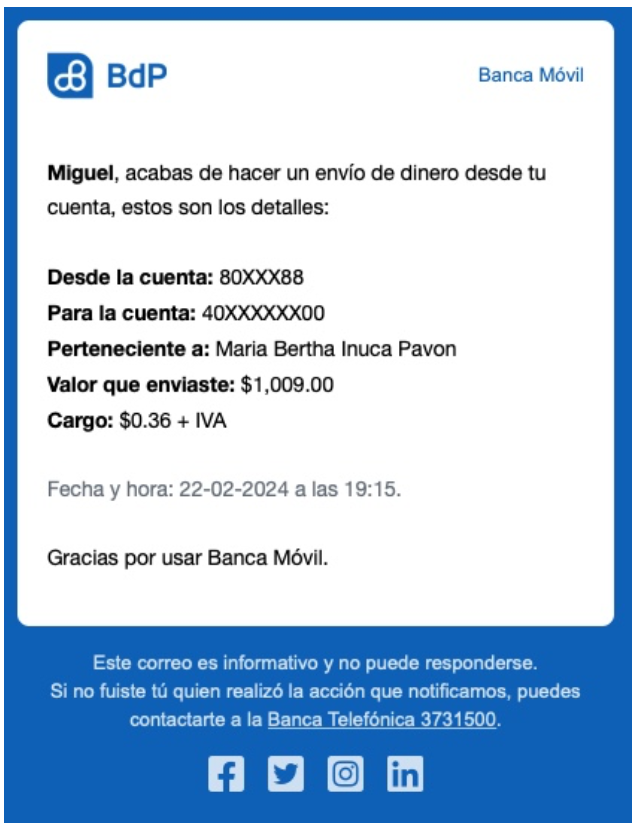 BdP
Banca Móvil
Miguel, acabas de hacer un envío de dinero desde tu
cuenta, estos son los detalles:
Desde la cuenta: 80XXX88
Para la cuenta: 40XXXXXX00
Perteneciente a: Maria Bertha Inuca Pavon
Valor que enviaste: $1,009.00
Cargo: $0.36 + IVA
Fecha y hora: 22-02-2024 a las 19:15.
Gracias por usar Banca Móvil.
Este correo es informativo y no puede responderse.
Si no fuiste tú quien realizó la acción que notificamos, puedes
contactarte a la Banca Telefónica 3731500.